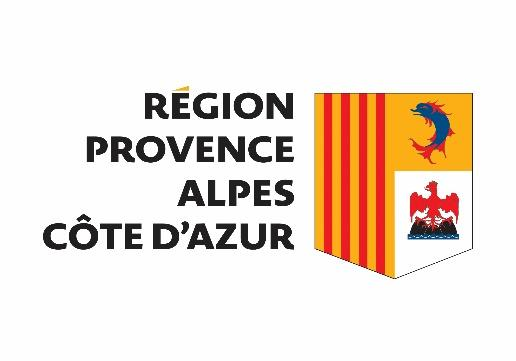 RÉGION
PROVENCE
ALPES
CÔTE D'AZUR